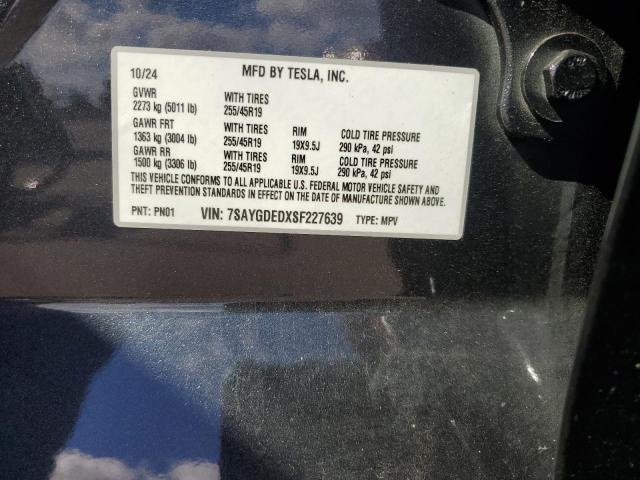 10/24 MFD BY TESLA, INC.
GVWR WITH TIRES
2273 kg (5011 lb) 255/45R19
GAWR FRT WITH TIRES RIM COLD TIRE PRESSURE
1363 kg (3004 lb) 255/45R19 19X9.5J 290 kPa, 42 psi
GAWR RR WITH TIRES RIM COLD TIRE PRESSURE
1500 kg (3306 lb) 255/45R19 19X9.5J 290 kPa, 42 psi
THIS VEHICLE CONFORMS TO ALL APPLICABLE U.S. FEDERAL MOTOR VEHICLE SAFETY AND
THEFT PREVENTION STANDARDS IN EFFECT ON THE DATE OF MANUFACTURE SHOWN ABOVE.
PNT: PN01 VIN: 7SAYGDEDXSF227639 TYPE: MPV